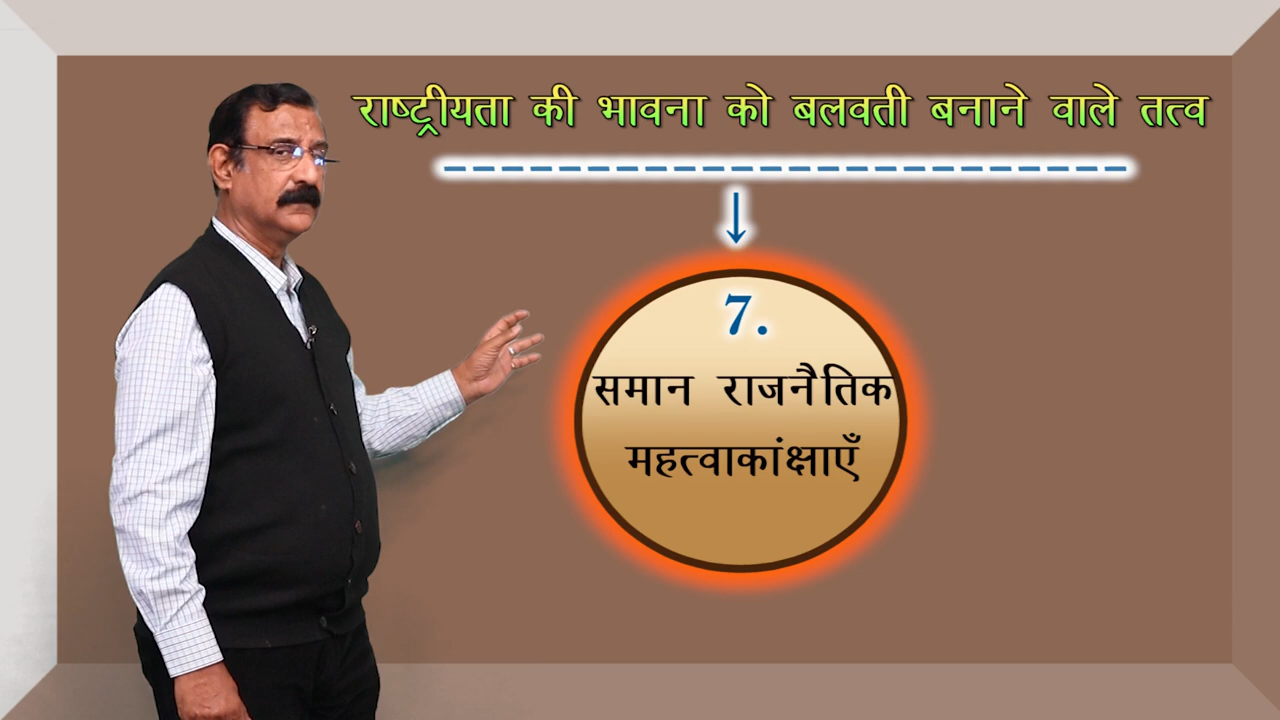 राष्ट्रीयता की भावना को बलवती बनाने वाले तत्व
7.
समान राजनैतिक
महत्वाकांक्षाएँ